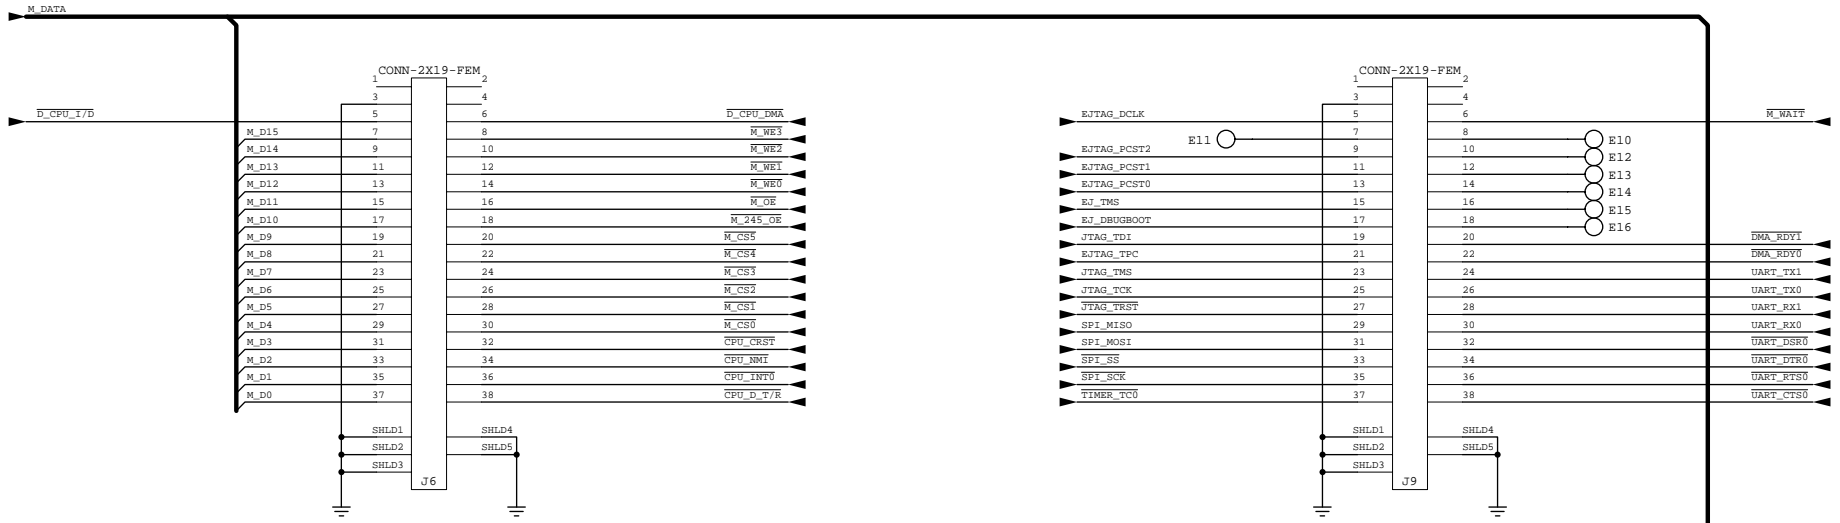 M_DATA
CONN-2X19-FEM CONN-2X19-FEM
1 2 1 2
3 4 3 4
D_CPU_I/D 5 6 D_CPU_DMA EJTAG_DCLK 5 6 M_WAIT
M_D15 7 8 M_WE3 E11 7 8 E10
M_D14 9 10 M_WE2 EJTAG_PCST2 9 10 E12
M_D13 11 12 M_WE1 EJTAG_PCST1 11 12 E13
M_D12 13 14 M_WE0 EJTAG_PCST0 13 14 E14
M_D11 15 16 M_OE EJ_TMS 15 16 E15
M_D10 17 18 M_245_OE EJ_DBUGBOOT 17 18 E16
M_D9 19 20 M_CS5 JTAG_TDI 19 20 DMA_RDY1
M_D8 21 22 M_CS4 EJTAG_TPC 21 22 DMA_RDY0
M_D7 23 24 M_CS3 JTAG_TMS 23 24 UART_TX1
M_D6 25 26 M_CS2 JTAG_TCK 25 26 UART_TX0
M_D5 27 28 M_CS1 JTAG_TRST 27 28 UART_RX1
M_D4 29 30 M_CS0 SPI_MISO 29 30 UART_RX0
M_D3 31 32 CPU_CRST SPI_MOSI 31 32 UART_DSR0
M_D2 33 34 CPU_NMI SPI_SS 33 34 UART_DTR0
M_D1 35 36 CPU_INT0 SPI_SCK 35 36 UART_RTS0
M_D0 37 38 CPU_D_T/R TIMER_TC0 37 38 UART_CTS0
SHLD1 SHLD4 SHLD1 SHLD4
SHLD2 SHLD5 SHLD2 SHLD5
SHLD3 SHLD3
J6 J9